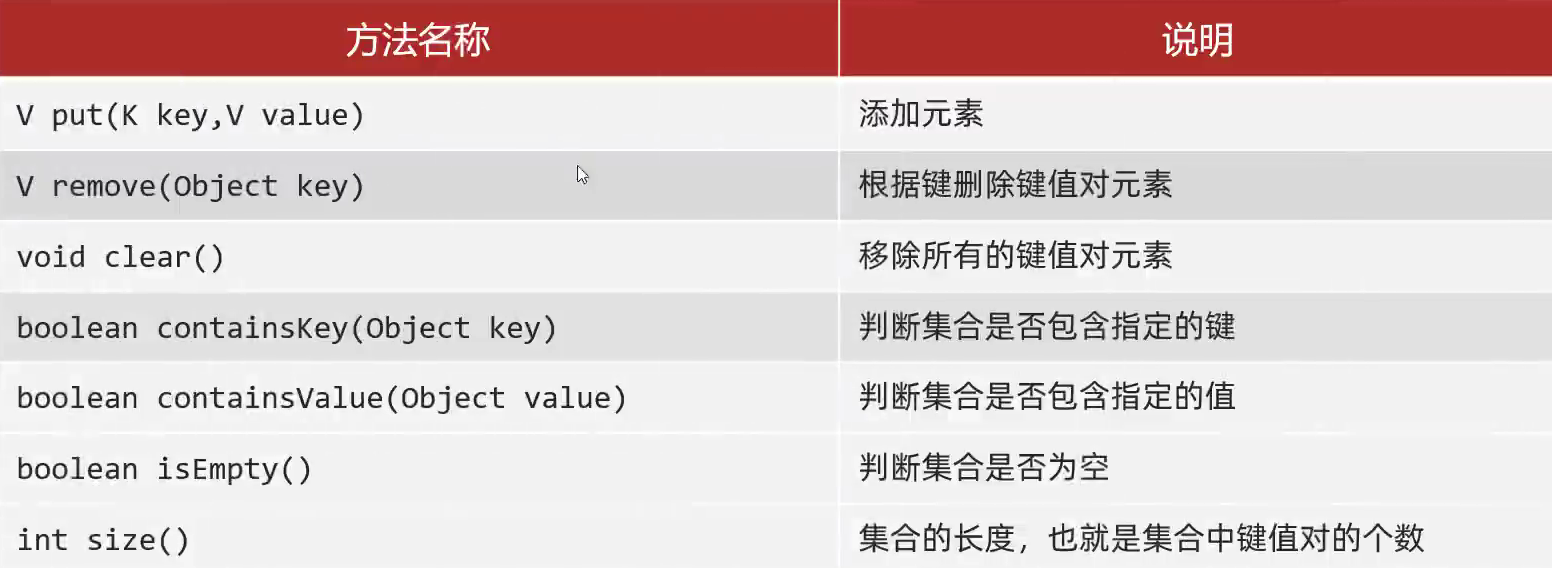 方法名称 说明
V put(K key,V value) 添加元素
V remove(Object key) 根据键删除键值对元素
void clear() 移除所有的键值对元素
boolean containsKey(Object key) 判断集合是否包含指定的键
boolean containsValue(Object value) 判断集合是否包含指定的值
boolean isEmpty() 判断集合是否为空
int size() 集合的长度，也就是集合中键值对的个数